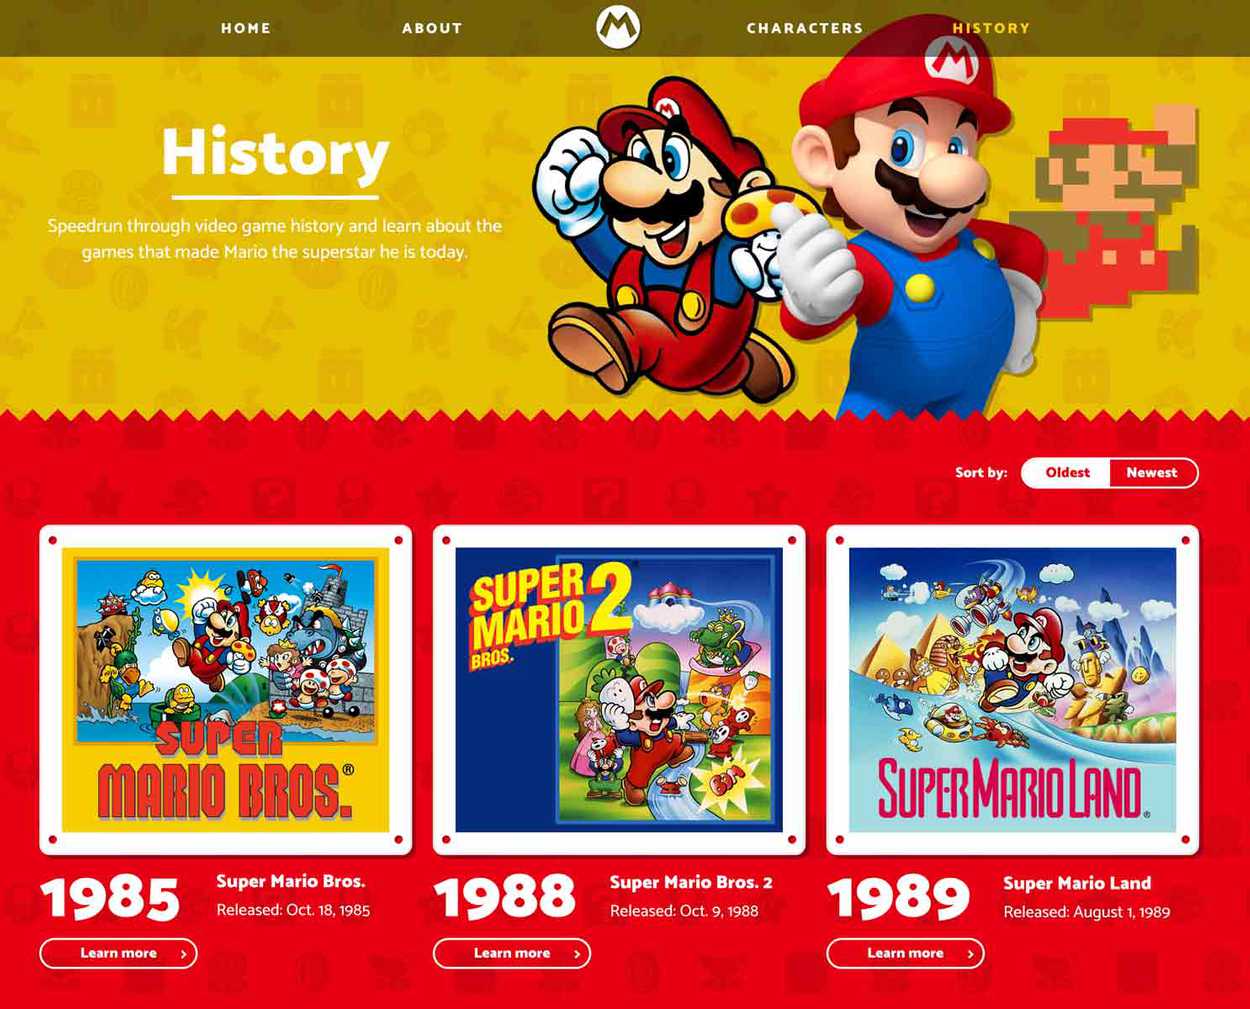 HOME
ABOUT
M
CHARACTERS
HISTORY
M
M
History
Speedrun through video game history and learn about the
games that made Mario the superstar he is today.
Sort by:
Oldest
Newest
SUPER
MARIO BROS.®
SUPER
MARIO 2
BROS.
SUPER MARIO LAND®
1985
Super Mario Bros.
Released: Oct. 18, 1985
Learn more
1988
Super Mario Bros. 2
Released: Oct. 9, 1988
Learn more
1989
Super Mario Land
Released: August 1, 1989
Learn more